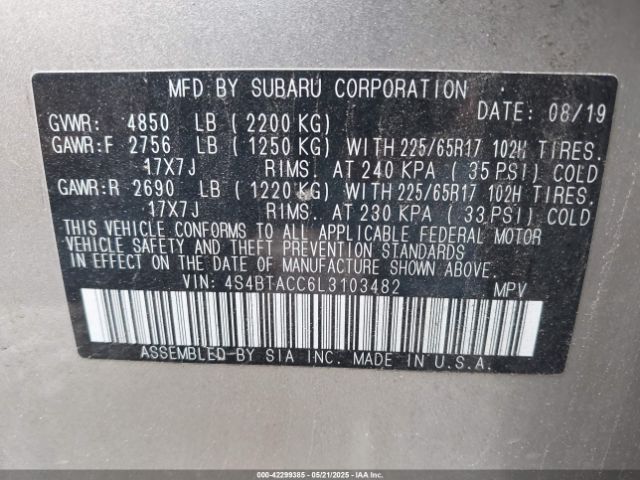 MFD BY SUBARU CORPORATION
DATE: 08/19
GVWR: 4850 LB ( 2200 KG)
GAWR:F 2756 LB ( 1250 KG) WITH 225/65R17 102H TIRES.
17X7J RIMS. AT 240 KPA ( 35 PSI) COLD
GAWR:R 2690 LB ( 1220 KG) WITH 225/65R17 102H TIRES.
17X7J RIMS. AT 230 KPA ( 33 PSI) COLD
THIS VEHICLE CONFORMS TO ALL APPLICABLE FEDERAL MOTOR
VEHICLE SAFETY AND THEFT PREVENTION STANDARDS
IN EFFECT ON THE DATE OF MANUFACTURE SHOWN ABOVE.
VIN: 4S4BTACC6L3103482 MPV
ASSEMBLED BY SIA INC. MADE IN U.S.A.
000-42299385 - 05/21/2025 - IAAI.COM